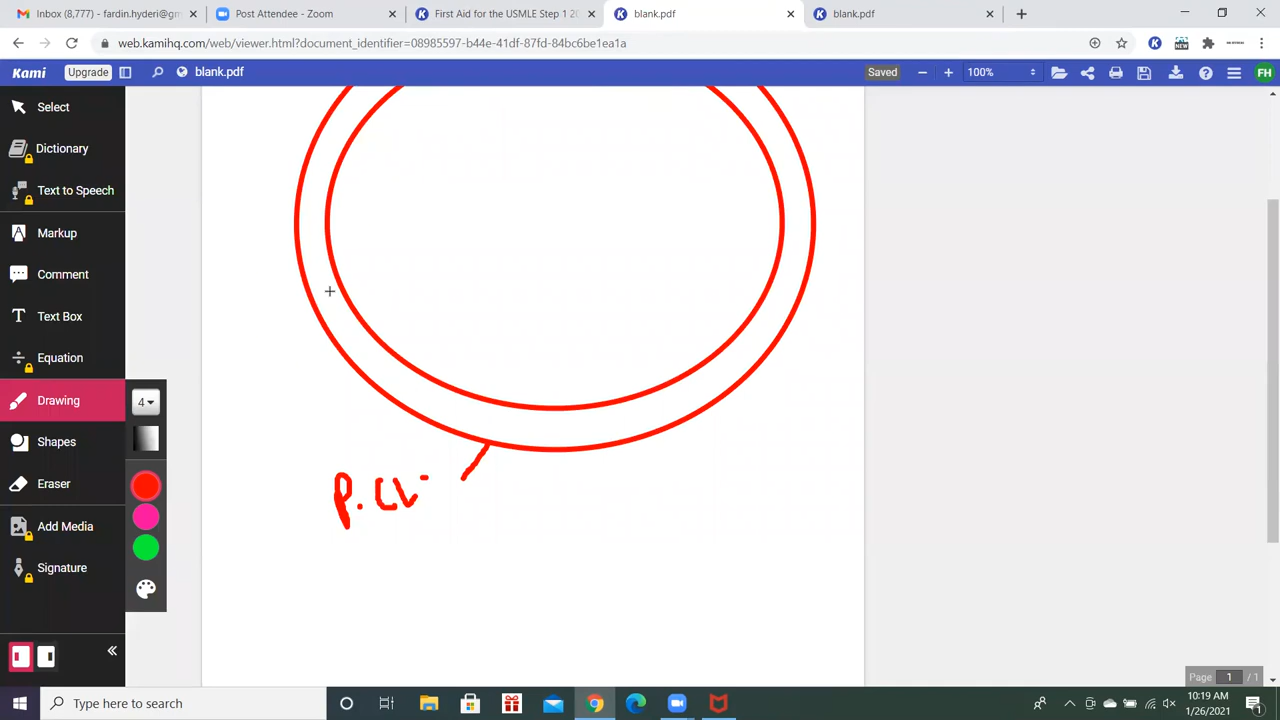 Inbox (8,777) - fardin.hyderi@gm
Post Attendee - Zoom
First Aid for the USMLE Step 1 20
blank.pdf
blank.pdf
web.kamihq.com/web/viewer.html?document_identifier=08985597-b44e-41df-87fd-84bc6be1ea1a
NEW
Kami
Upgrade
blank.pdf
Saved
100%
FH
Select
Dictionary
Text to Speech
Markup
Comment
Text Box
Equation
Drawing
4
Shapes
Eraser
Add Media
Signature
P.
Page 1 / 1
Type here to search
10:19 AM
1/26/2021